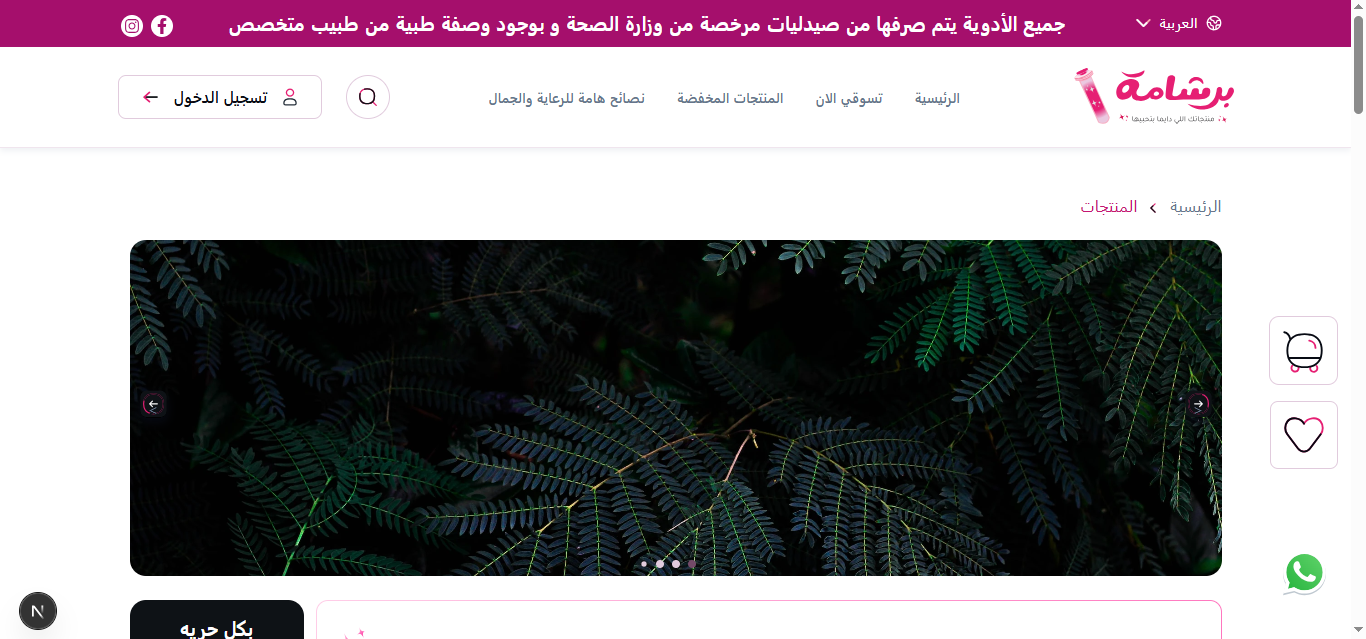 العربية
جميع الأدوية يتم صرفها من صيدليات مرخصة من وزارة الصحة و بوجود وصفة طبية من طبيب متخصص
برشامة
منتجاتك اللي دايما بتحبيها
الرئيسية
تسوقي الان
المنتجات المخفضة
نصائح هامة للرعاية والجمال
تسجيل الدخول
الرئيسية
المنتجات
بكل حريه
N